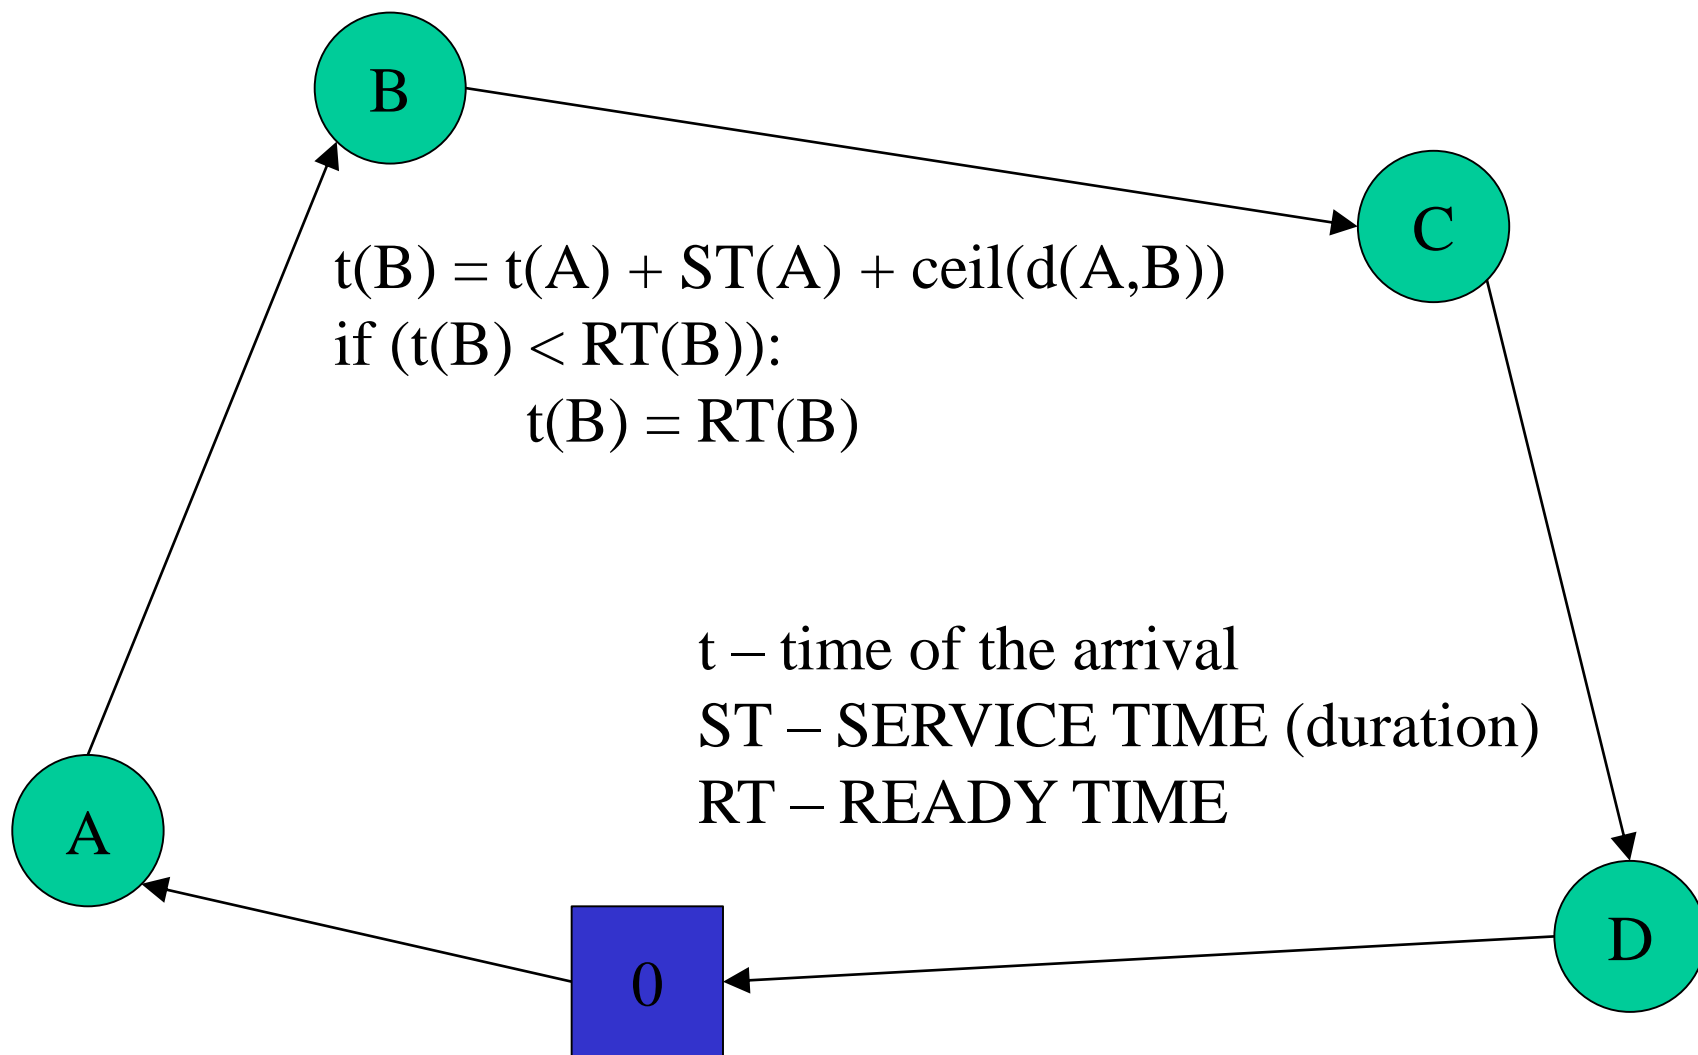 B
C
t(B) = t(A) + ST(A) + ceil(d(A,B))
if (t(B) < RT(B)):
t(B) = RT(B)
t – time of the arrival
ST – SERVICE TIME (duration)
RT – READY TIME
A
D
0